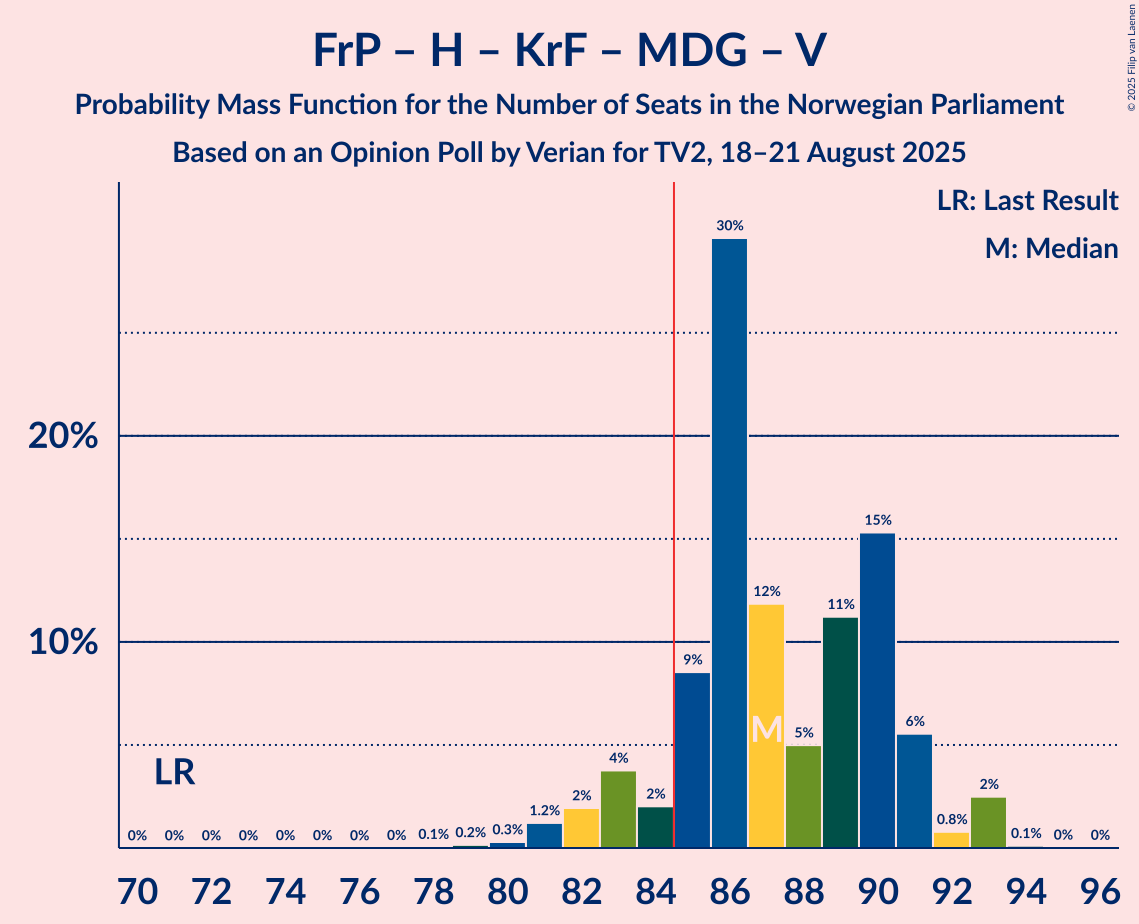 FrP – H – KrF – MDG – V
Probability Mass Function for the Number of Seats in the Norwegian Parliament
Based on an Opinion Poll by Verian for TV2, 18–21 August 2025
© 2025 Filip van Laenen
LR: Last Result
M: Median
20%
10%
LR
M
0% 0% 0% 0% 0% 0% 0% 0% 0.1% 0.2% 0.3% 1.2% 2% 4% 2% 9% 30% 12% 5% 11% 15% 6% 0.8% 2% 0.1% 0% 0%
70 72 74 76 78 80 82 84 86 88 90 92 94 96